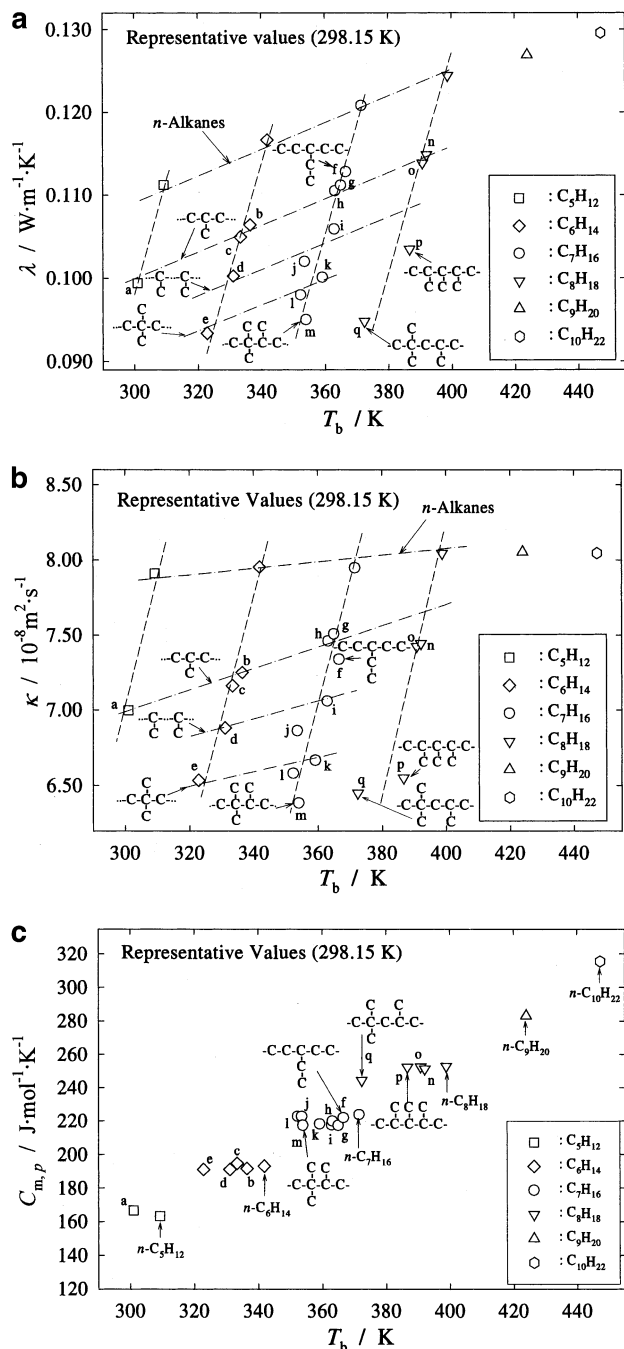 a
Representative values (298.15 K)
λ / W·m⁻¹·K⁻¹
0.130
0.120
0.110
0.100
0.090
n-Alkanes
-C-C-C-C-C-
C
C
f
g
h
i
j
k
l
m
n
o
p
q
a
b
c
d
e
...-C-C-C-...
C
...-C-C-...-C-C-...
C C
C
...-C-C-C-...
C
C C
-C-C-C-C-
C
-C-C-C-C-C-
C C C
C
-C-C-C-C-C-
C C
: C₅H₁₂
: C₆H₁₄
: C₇H₁₆
: C₈H₁₈
: C₉H₂₀
: C₁₀H₂₂
300 320 340 360 380 400 420 440
T_b / K
b
Representative Values (298.15 K)
κ / 10⁻⁸m²·s⁻¹
8.50
8.00
7.50
7.00
6.50
n-Alkanes
a
b
c
d
e
f
g
h
i
j
k
l
m
n
o
p
q
: C₅H₁₂
: C₆H₁₄
: C₇H₁₆
: C₈H₁₈
: C₉H₂₀
: C₁₀H₂₂
300 320 340 360 380 400 420 440
T_b / K
c
Representative Values (298.15 K)
C_m,p / J·mol⁻¹·K⁻¹
320
300
280
260
240
220
200
180
160
140
120
n-C₁₀H₂₂
n-C₉H₂₀
n-C₈H₁₈
n-C₇H₁₆
n-C₆H₁₄
n-C₅H₁₂
C C
-C-C-C-C-C-
C
q
-C-C-C-C-C-
C
C
j
f
h
l
m
k
i
g
p
o
n
C C C
-C-C-C-C-C-
C C
-C-C-C-C-
C
e
c
d
b
a
: C₅H₁₂
: C₆H₁₄
: C₇H₁₆
: C₈H₁₈
: C₉H₂₀
: C₁₀H₂₂
300 320 340 360 380 400 420 440
T_b / K